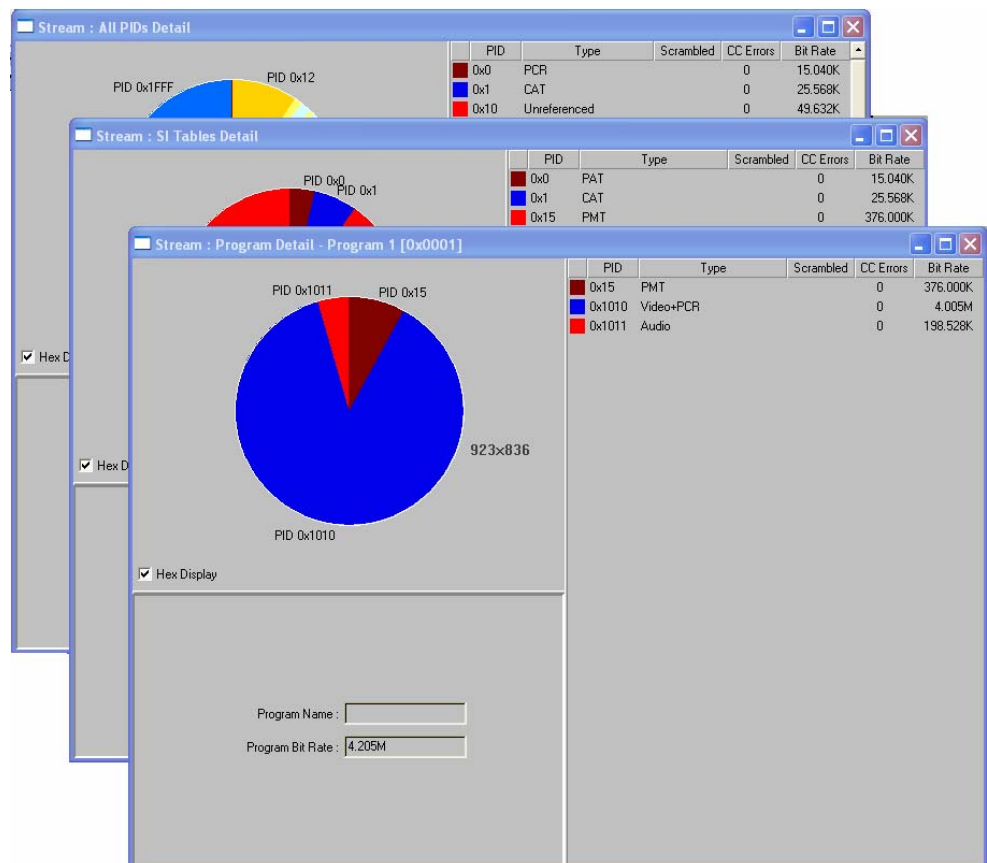 Stream : All PIDs Detail
PID Type Scrambled CC Errors Bit Rate
0x0 PCR 0 15.040K
0x1 CAT 0 25.568K
0x10 Unreferenced 0 49.632K
PID 0x1FFF
PID 0x12
Hex D
Stream : SI Tables Detail
PID Type Scrambled CC Errors Bit Rate
0x0 PAT 0 15.040K
0x1 CAT 0 25.568K
0x15 PMT 0 376.000K
PID 0x0
PID 0x1
Hex D
Stream : Program Detail - Program 1 [0x0001]
PID Type Scrambled CC Errors Bit Rate
0x15 PMT 0 376.000K
0x1010 Video+PCR 0 4.005M
0x1011 Audio 0 198.528K
PID 0x1011
PID 0x15
923×836
PID 0x1010
Hex Display
Program Name :
Program Bit Rate : 4.205M